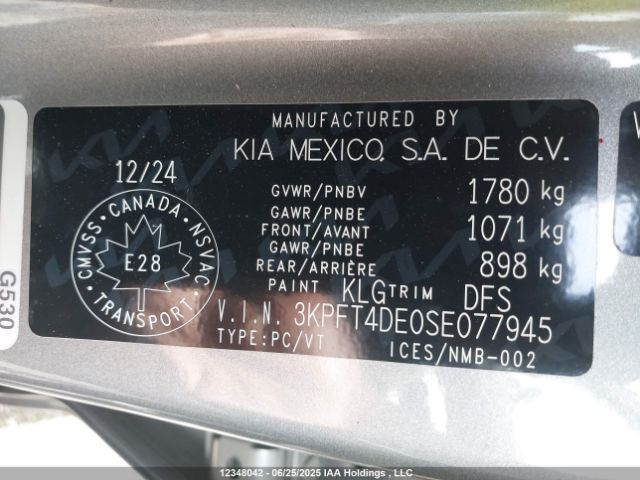 MANUFACTURED BY
KIA MEXICO, S.A. DE C.V.
12/24
GVWR/PNBV 1780 kg
GAWR/PNBE
FRONT/AVANT 1071 kg
GAWR/PNBE
REAR/ARRIÈRE 898 kg
PAINT KLG TRIM DFS
V.I.N. 3KPFT4DE0SE077945
TYPE:PC/VT ICES/NMB-002
CMVSS · CANADA · NSVAC
E28
TRANSPORT
G530
12348042 - 06/25/2025 IAA Holdings , LLC